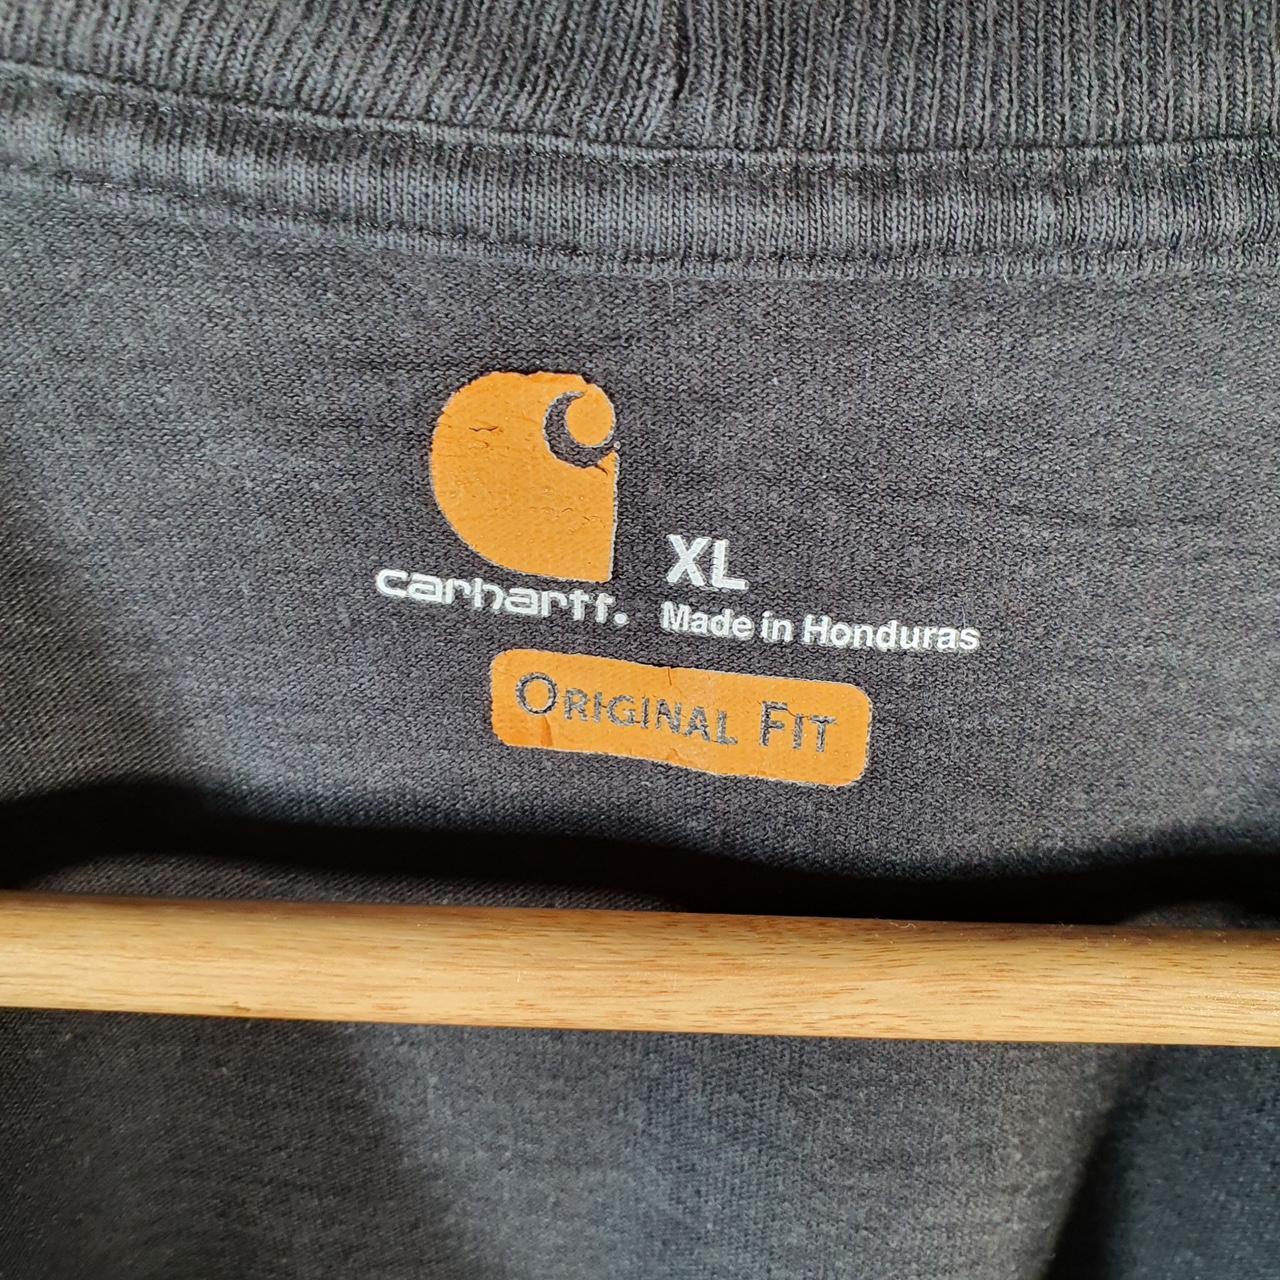 carhartt.
XL
Made in Honduras
ORIGINAL FIT